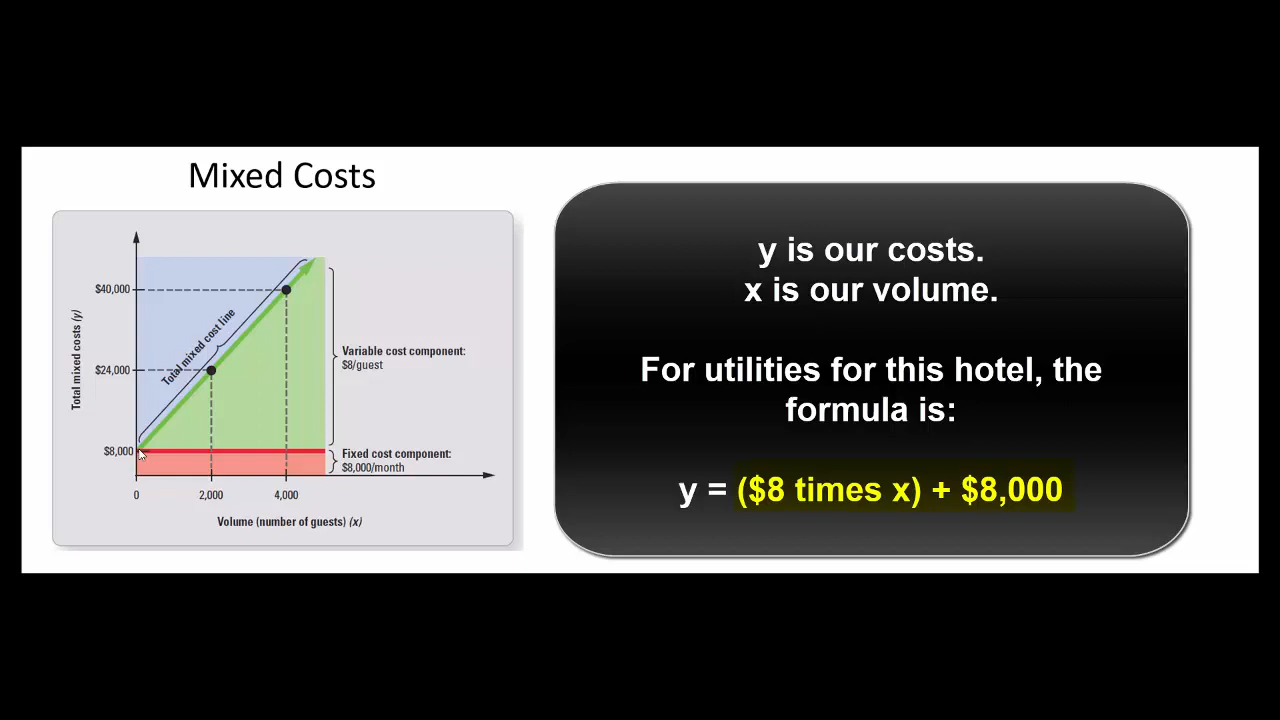 Mixed Costs
Total mixed costs (y)
$40,000
$24,000
$8,000
Total mixed cost line
Variable cost component:
$8/guest
Fixed cost component:
$8,000/month
0
2,000
4,000
Volume (number of guests) (x)
y is our costs.
x is our volume.
For utilities for this hotel, the
formula is:
y = ($8 times x) + $8,000